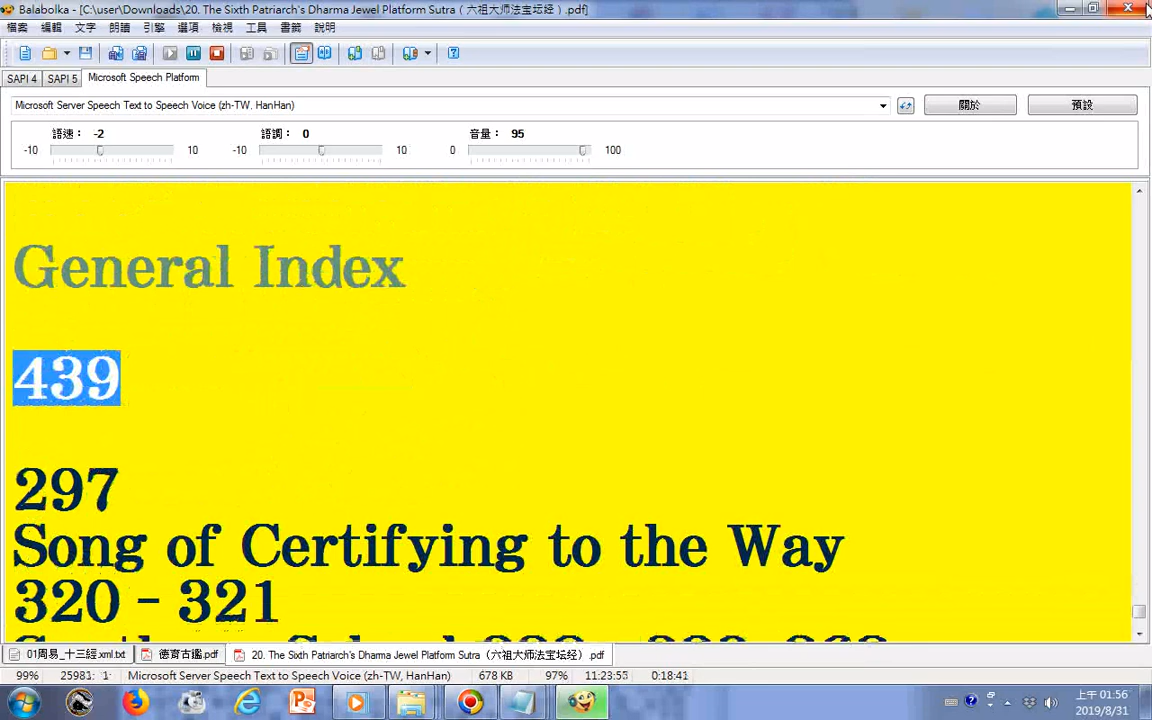 Balabolka - [C:\user\Downloads\20. The Sixth Patriarch's Dharma Jewel Platform Sutra（六祖大师法宝坛经）.pdf]
檔案 編輯 文字 朗讀 引擎 選項 檢視 工具 書籤 說明
SAPI 4 SAPI 5 Microsoft Speech Platform
Microsoft Server Speech Text to Speech Voice (zh-TW, HanHan) 關於 預設
語速： -2 語調： 0 音量： 95
-10 10 -10 10 0 100
General Index
439
297
Song of Certifying to the Way
320 - 321
01周易_十三經.xml.txt 德育古鑑.pdf 20. The Sixth Patriarch's Dharma Jewel Platform Sutra（六祖大师法宝坛经）.pdf
99% 25981: 1: Microsoft Server Speech Text to Speech Voice (zh-TW, HanHan) 678 KB 97% 11:23:53 0:18:41
上午 01:56
2019/8/31